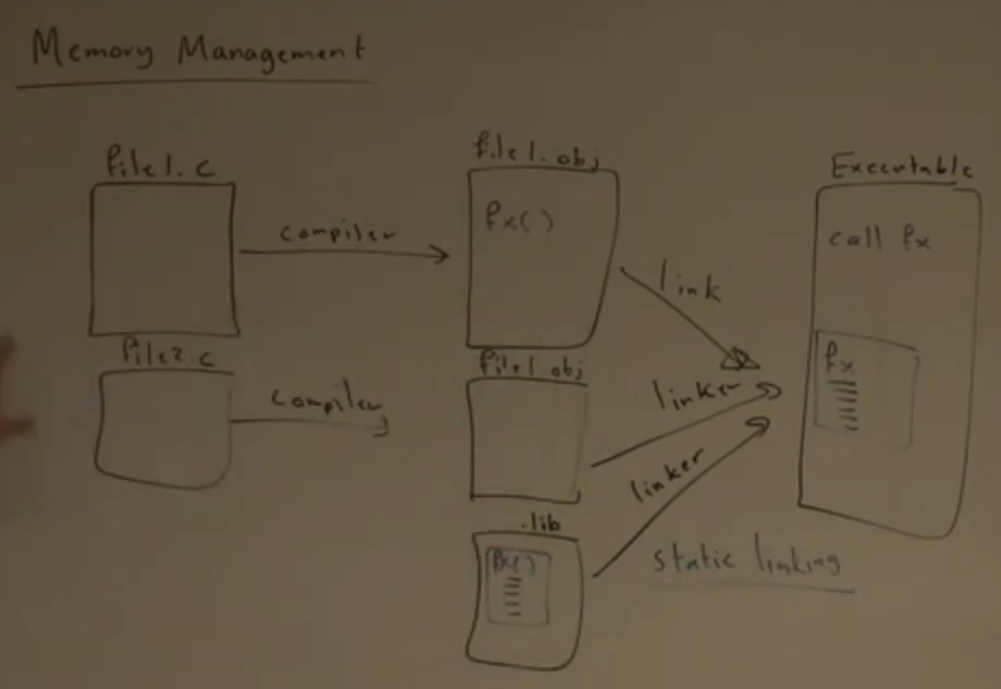 Memory Management
file1.c
compiler
file1.obj
fx()
link
Executable
call fx
fx
file2.c
compiler
file1.obj
linker
.lib
fx()
linker
static linking